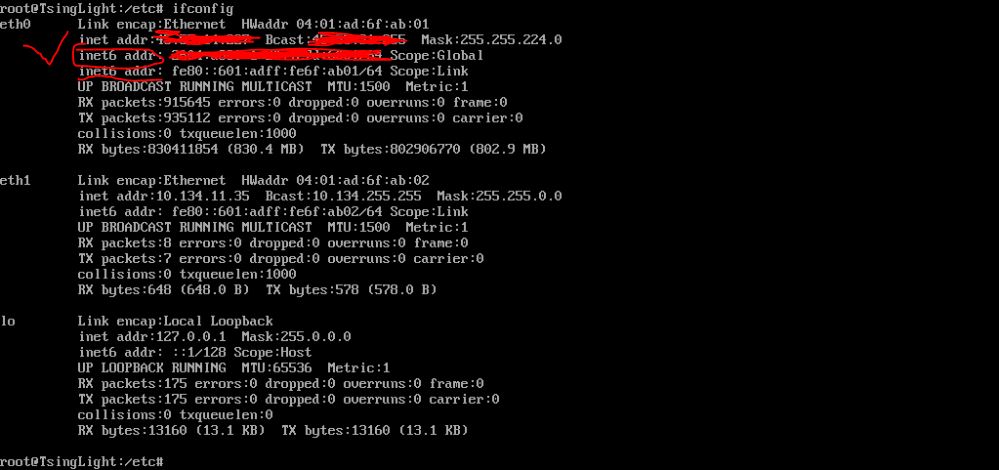 root@TsingLight:/etc# ifconfig
eth0 Link encap:Ethernet HWaddr 04:01:ad:6f:ab:01
inet addr: Bcast: Mask:255.255.224.0
inet6 addr: Scope:Global
inet6 addr: fe80::601:adff:fe6f:ab01/64 Scope:Link
UP BROADCAST RUNNING MULTICAST MTU:1500 Metric:1
RX packets:915645 errors:0 dropped:0 overruns:0 frame:0
TX packets:935112 errors:0 dropped:0 overruns:0 carrier:0
collisions:0 txqueuelen:1000
RX bytes:830411854 (830.4 MB) TX bytes:802906770 (802.9 MB)
eth1 Link encap:Ethernet HWaddr 04:01:ad:6f:ab:02
inet addr:10.134.11.35 Bcast:10.134.255.255 Mask:255.255.0.0
inet6 addr: fe80::601:adff:fe6f:ab02/64 Scope:Link
UP BROADCAST RUNNING MULTICAST MTU:1500 Metric:1
RX packets:8 errors:0 dropped:0 overruns:0 frame:0
TX packets:7 errors:0 dropped:0 overruns:0 carrier:0
collisions:0 txqueuelen:1000
RX bytes:648 (648.0 B) TX bytes:578 (578.0 B)
lo Link encap:Local Loopback
inet addr:127.0.0.1 Mask:255.0.0.0
inet6 addr: ::1/128 Scope:Host
UP LOOPBACK RUNNING MTU:65536 Metric:1
RX packets:175 errors:0 dropped:0 overruns:0 frame:0
TX packets:175 errors:0 dropped:0 overruns:0 carrier:0
collisions:0 txqueuelen:0
RX bytes:13160 (13.1 KB) TX bytes:13160 (13.1 KB)
root@TsingLight:/etc#